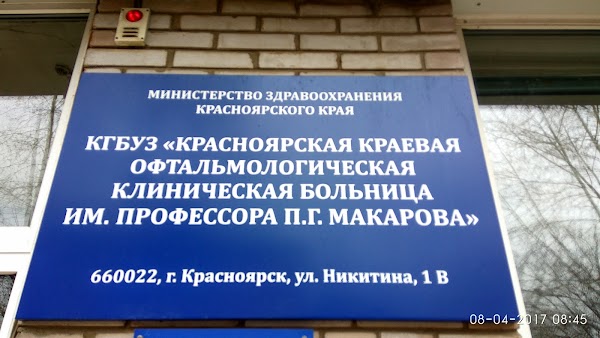 МИНИСТЕРСТВО ЗДРАВООХРАНЕНИЯ
КРАСНОЯРСКОГО КРАЯ
КГБУЗ «КРАСНОЯРСКАЯ КРАЕВАЯ
ОФТАЛЬМОЛОГИЧЕСКАЯ
КЛИНИЧЕСКАЯ БОЛЬНИЦА
ИМ. ПРОФЕССОРА П.Г. МАКАРОВА»
660022, г. Красноярск, ул. Никитина, 1 В
08-04-2017 08:45